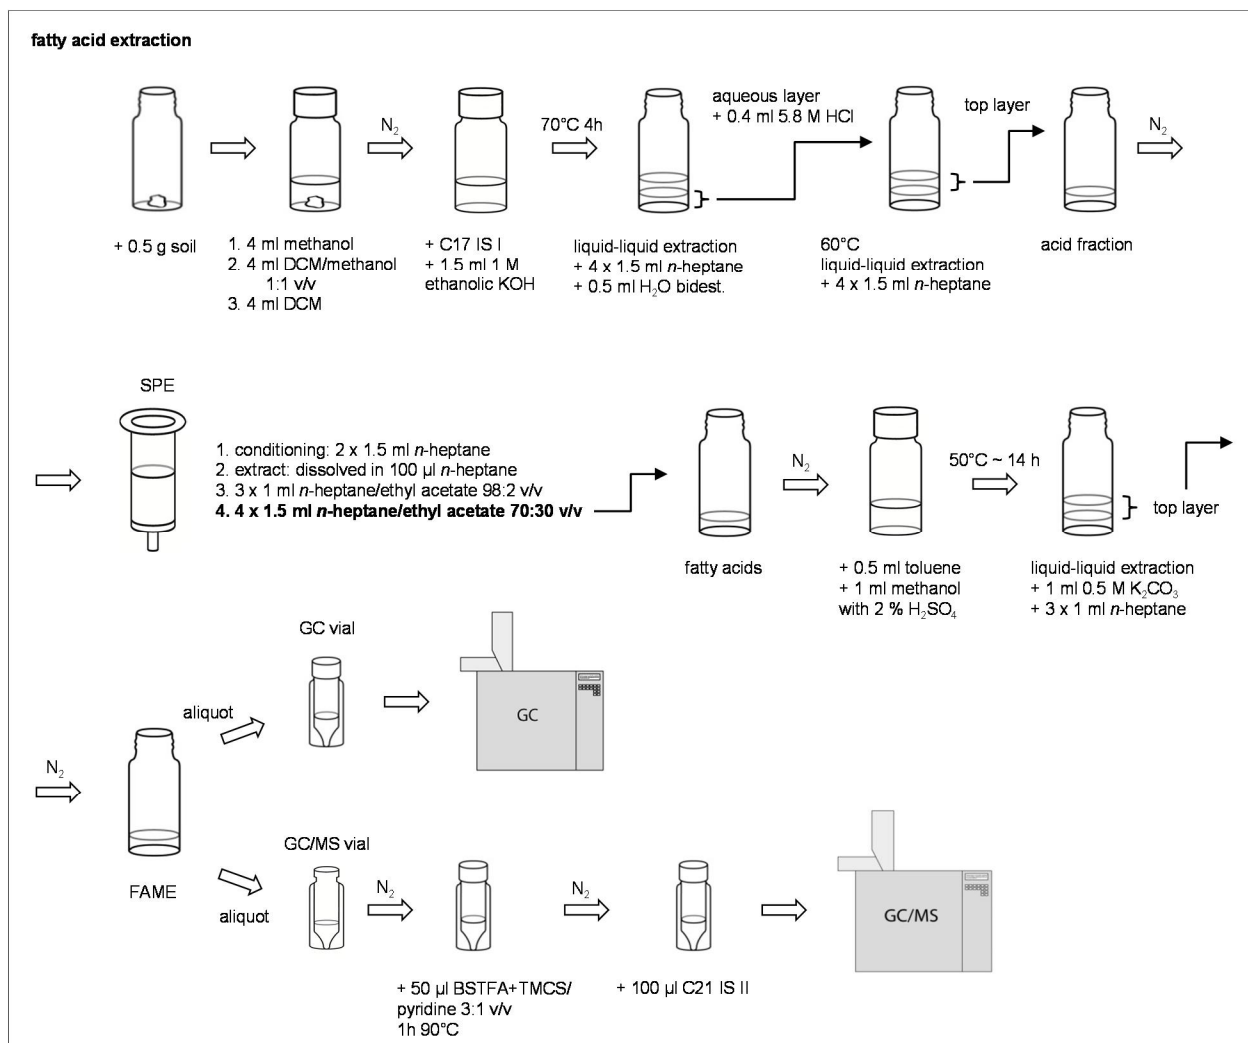 fatty acid extraction
N₂
70°C 4h
aqueous layer
+ 0.4 ml 5.8 M HCl
top layer
N₂
+ 0.5 g soil
1. 4 ml methanol
2. 4 ml DCM/methanol
1:1 v/v
3. 4 ml DCM
+ C17 IS I
+ 1.5 ml 1 M
ethanolic KOH
liquid-liquid extraction
+ 4 x 1.5 ml n-heptane
+ 0.5 ml H₂O bidest.
60°C
liquid-liquid extraction
+ 4 x 1.5 ml n-heptane
acid fraction
SPE
1. conditioning: 2 x 1.5 ml n-heptane
2. extract: dissolved in 100 µl n-heptane
3. 3 x 1 ml n-heptane/ethyl acetate 98:2 v/v
4. 4 x 1.5 ml n-heptane/ethyl acetate 70:30 v/v
N₂
50°C ~ 14 h
top layer
fatty acids
+ 0.5 ml toluene
+ 1 ml methanol
with 2 % H₂SO₄
liquid-liquid extraction
+ 1 ml 0.5 M K₂CO₃
+ 3 x 1 ml n-heptane
GC vial
aliquot
GC
N₂
FAME
aliquot
GC/MS vial
N₂
N₂
GC/MS
+ 50 µl BSTFA+TMCS/
pyridine 3:1 v/v
1h 90°C
+ 100 µl C21 IS II